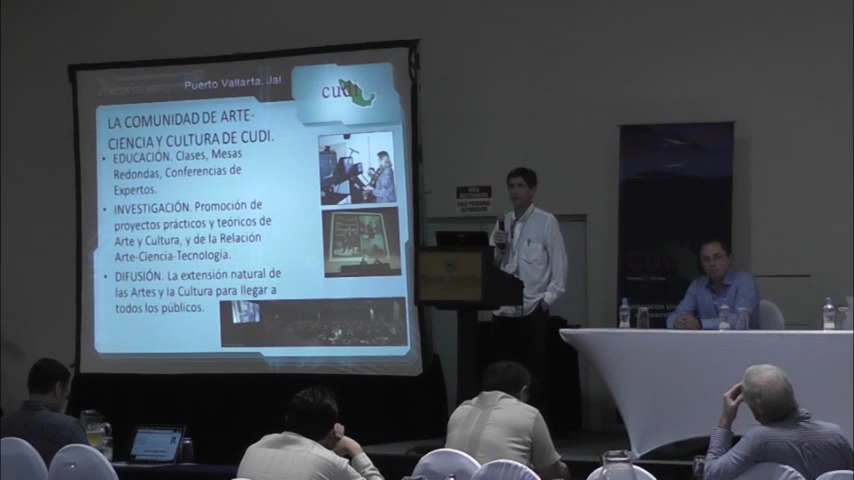 Puerto Vallarta, Jal.
cudi
LA COMUNIDAD DE ARTE-
CIENCIA Y CULTURA DE CUDI.
• EDUCACIÓN. Clases, Mesas
Redondas, Conferencias de
Expertos.
• INVESTIGACIÓN. Promoción de
proyectos prácticos y teóricos de
Arte y Cultura, y de la Relación
Arte-Ciencia-Tecnología.
• DIFUSIÓN. La extensión natural de
las Artes y la Cultura para llegar a
todos los públicos.